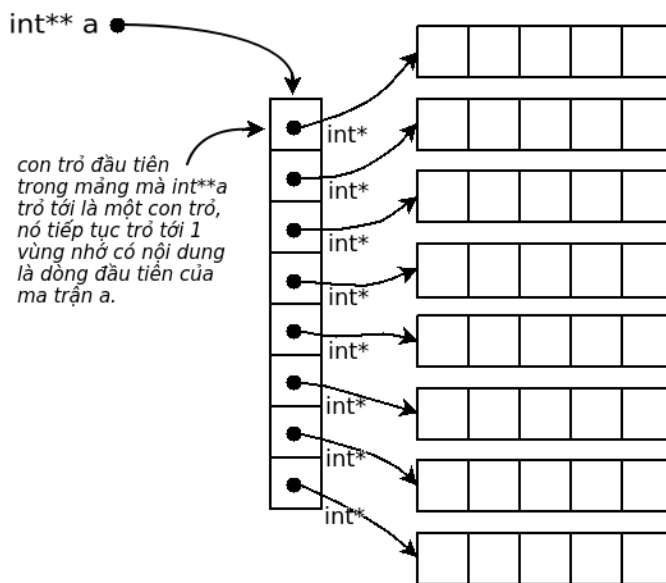 int** a
int*
con trỏ đầu tiên
trong mảng mà int**a
trỏ tới là một con trỏ,
nó tiếp tục trỏ tới 1
vùng nhớ có nội dung
là dòng đầu tiên của
ma trận a.
int*
int*
int*
int*
int*
int*
int*